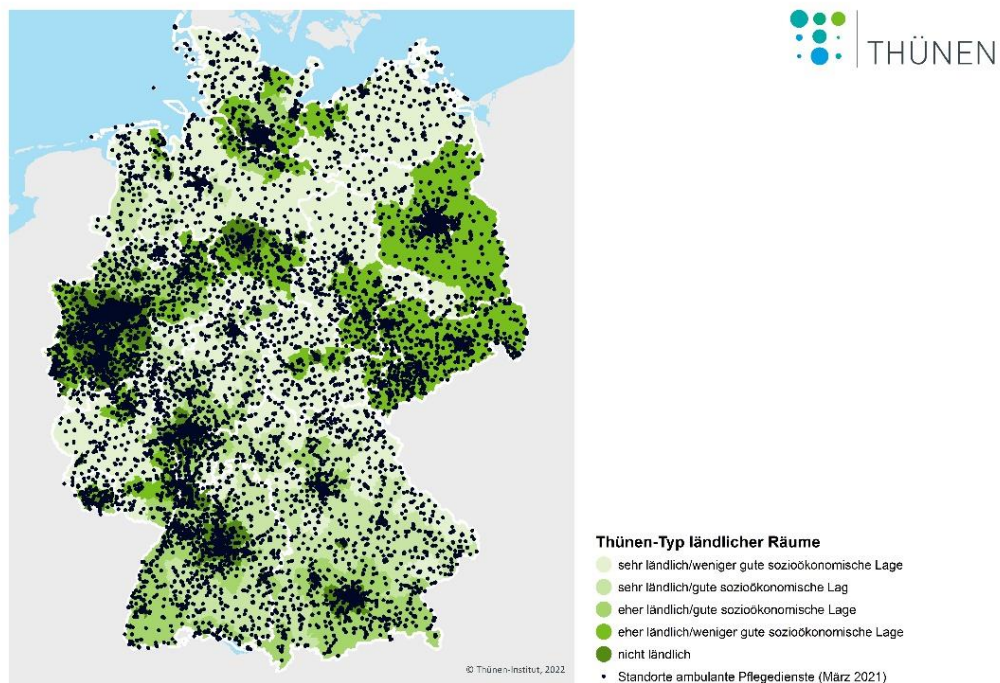 THÜNEN
Thünen-Typ ländlicher Räume
sehr ländlich/weniger gute sozioökonomische Lage
sehr ländlich/gute sozioökonomische Lag
eher ländlich/gute sozioökonomische Lage
eher ländlich/weniger gute sozioökonomische Lage
nicht ländlich
Standorte ambulante Pflegedienste (März 2021)
© Thünen-Institut, 2022